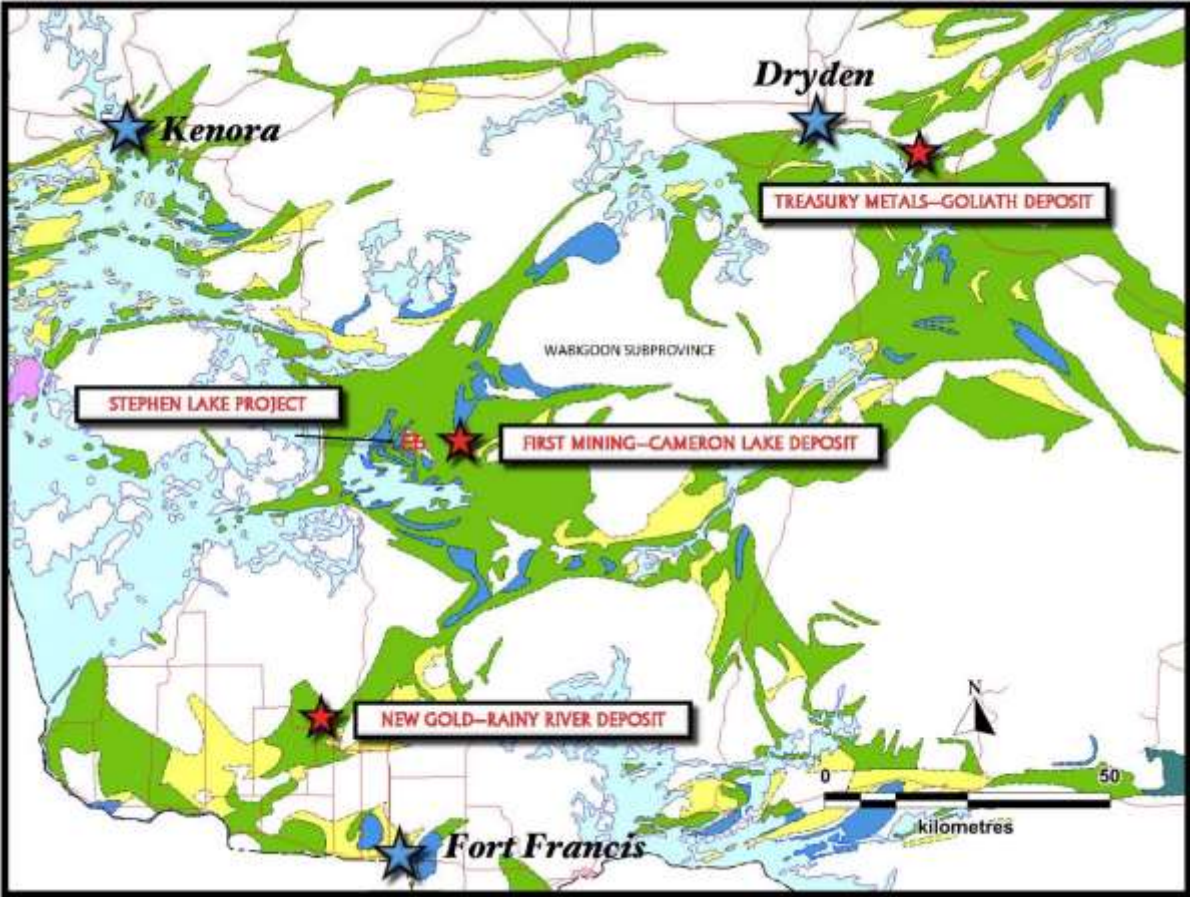 Dryden
Kenora
TREASURY METALS—GOLIATH DEPOSIT
WABIGOON SUBPROVINCE
STEPHEN LAKE PROJECT
FIRST MINING—CAMERON LAKE DEPOSIT
N
NEW GOLD—RAINY RIVER DEPOSIT
0 50
kilometres
Fort Francis